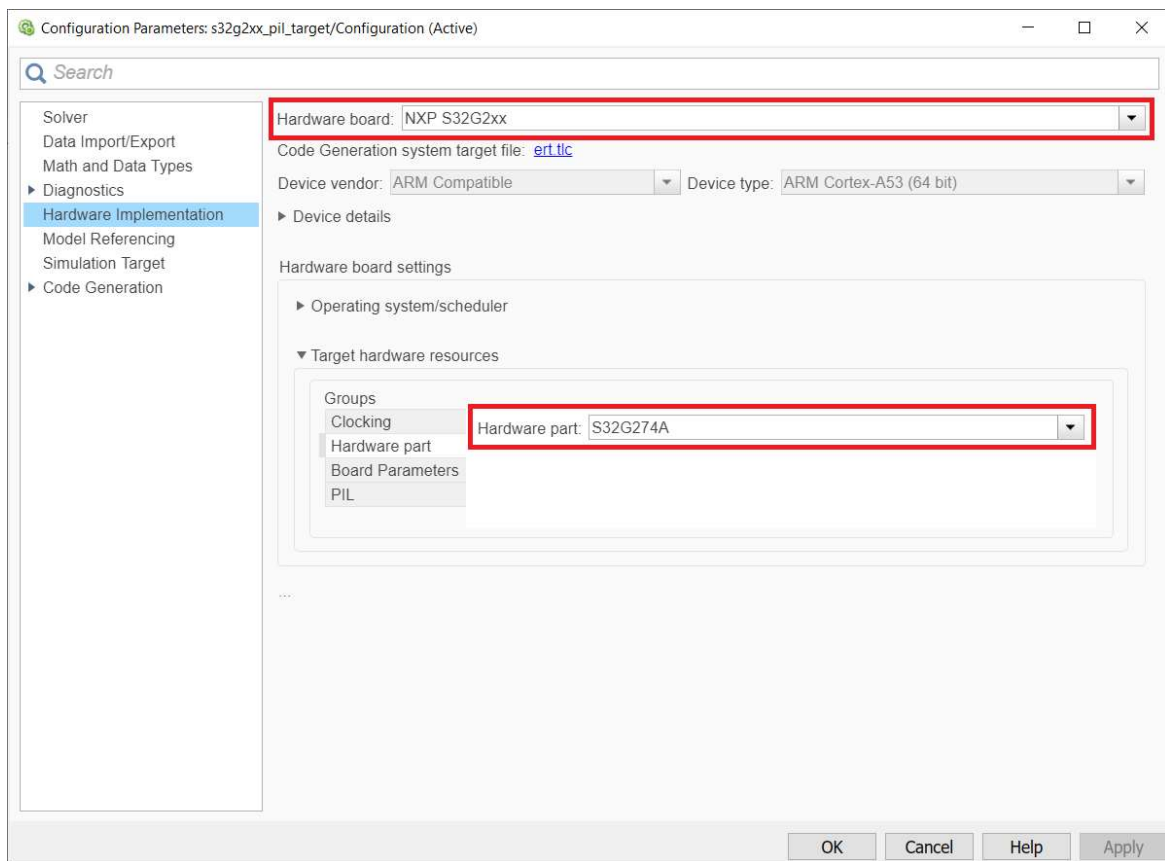 Configuration Parameters: s32g2xx_pil_target/Configuration (Active)
Search
Solver
Data Import/Export
Math and Data Types
Diagnostics
Hardware Implementation
Model Referencing
Simulation Target
Code Generation
Hardware board: NXP S32G2xx
Code Generation system target file: ert.tlc
Device vendor: ARM Compatible Device type: ARM Cortex-A53 (64 bit)
Device details
Hardware board settings
Operating system/scheduler
Target hardware resources
Groups
Clocking
Hardware part
Board Parameters
PIL
Hardware part: S32G274A
...
OK Cancel Help Apply